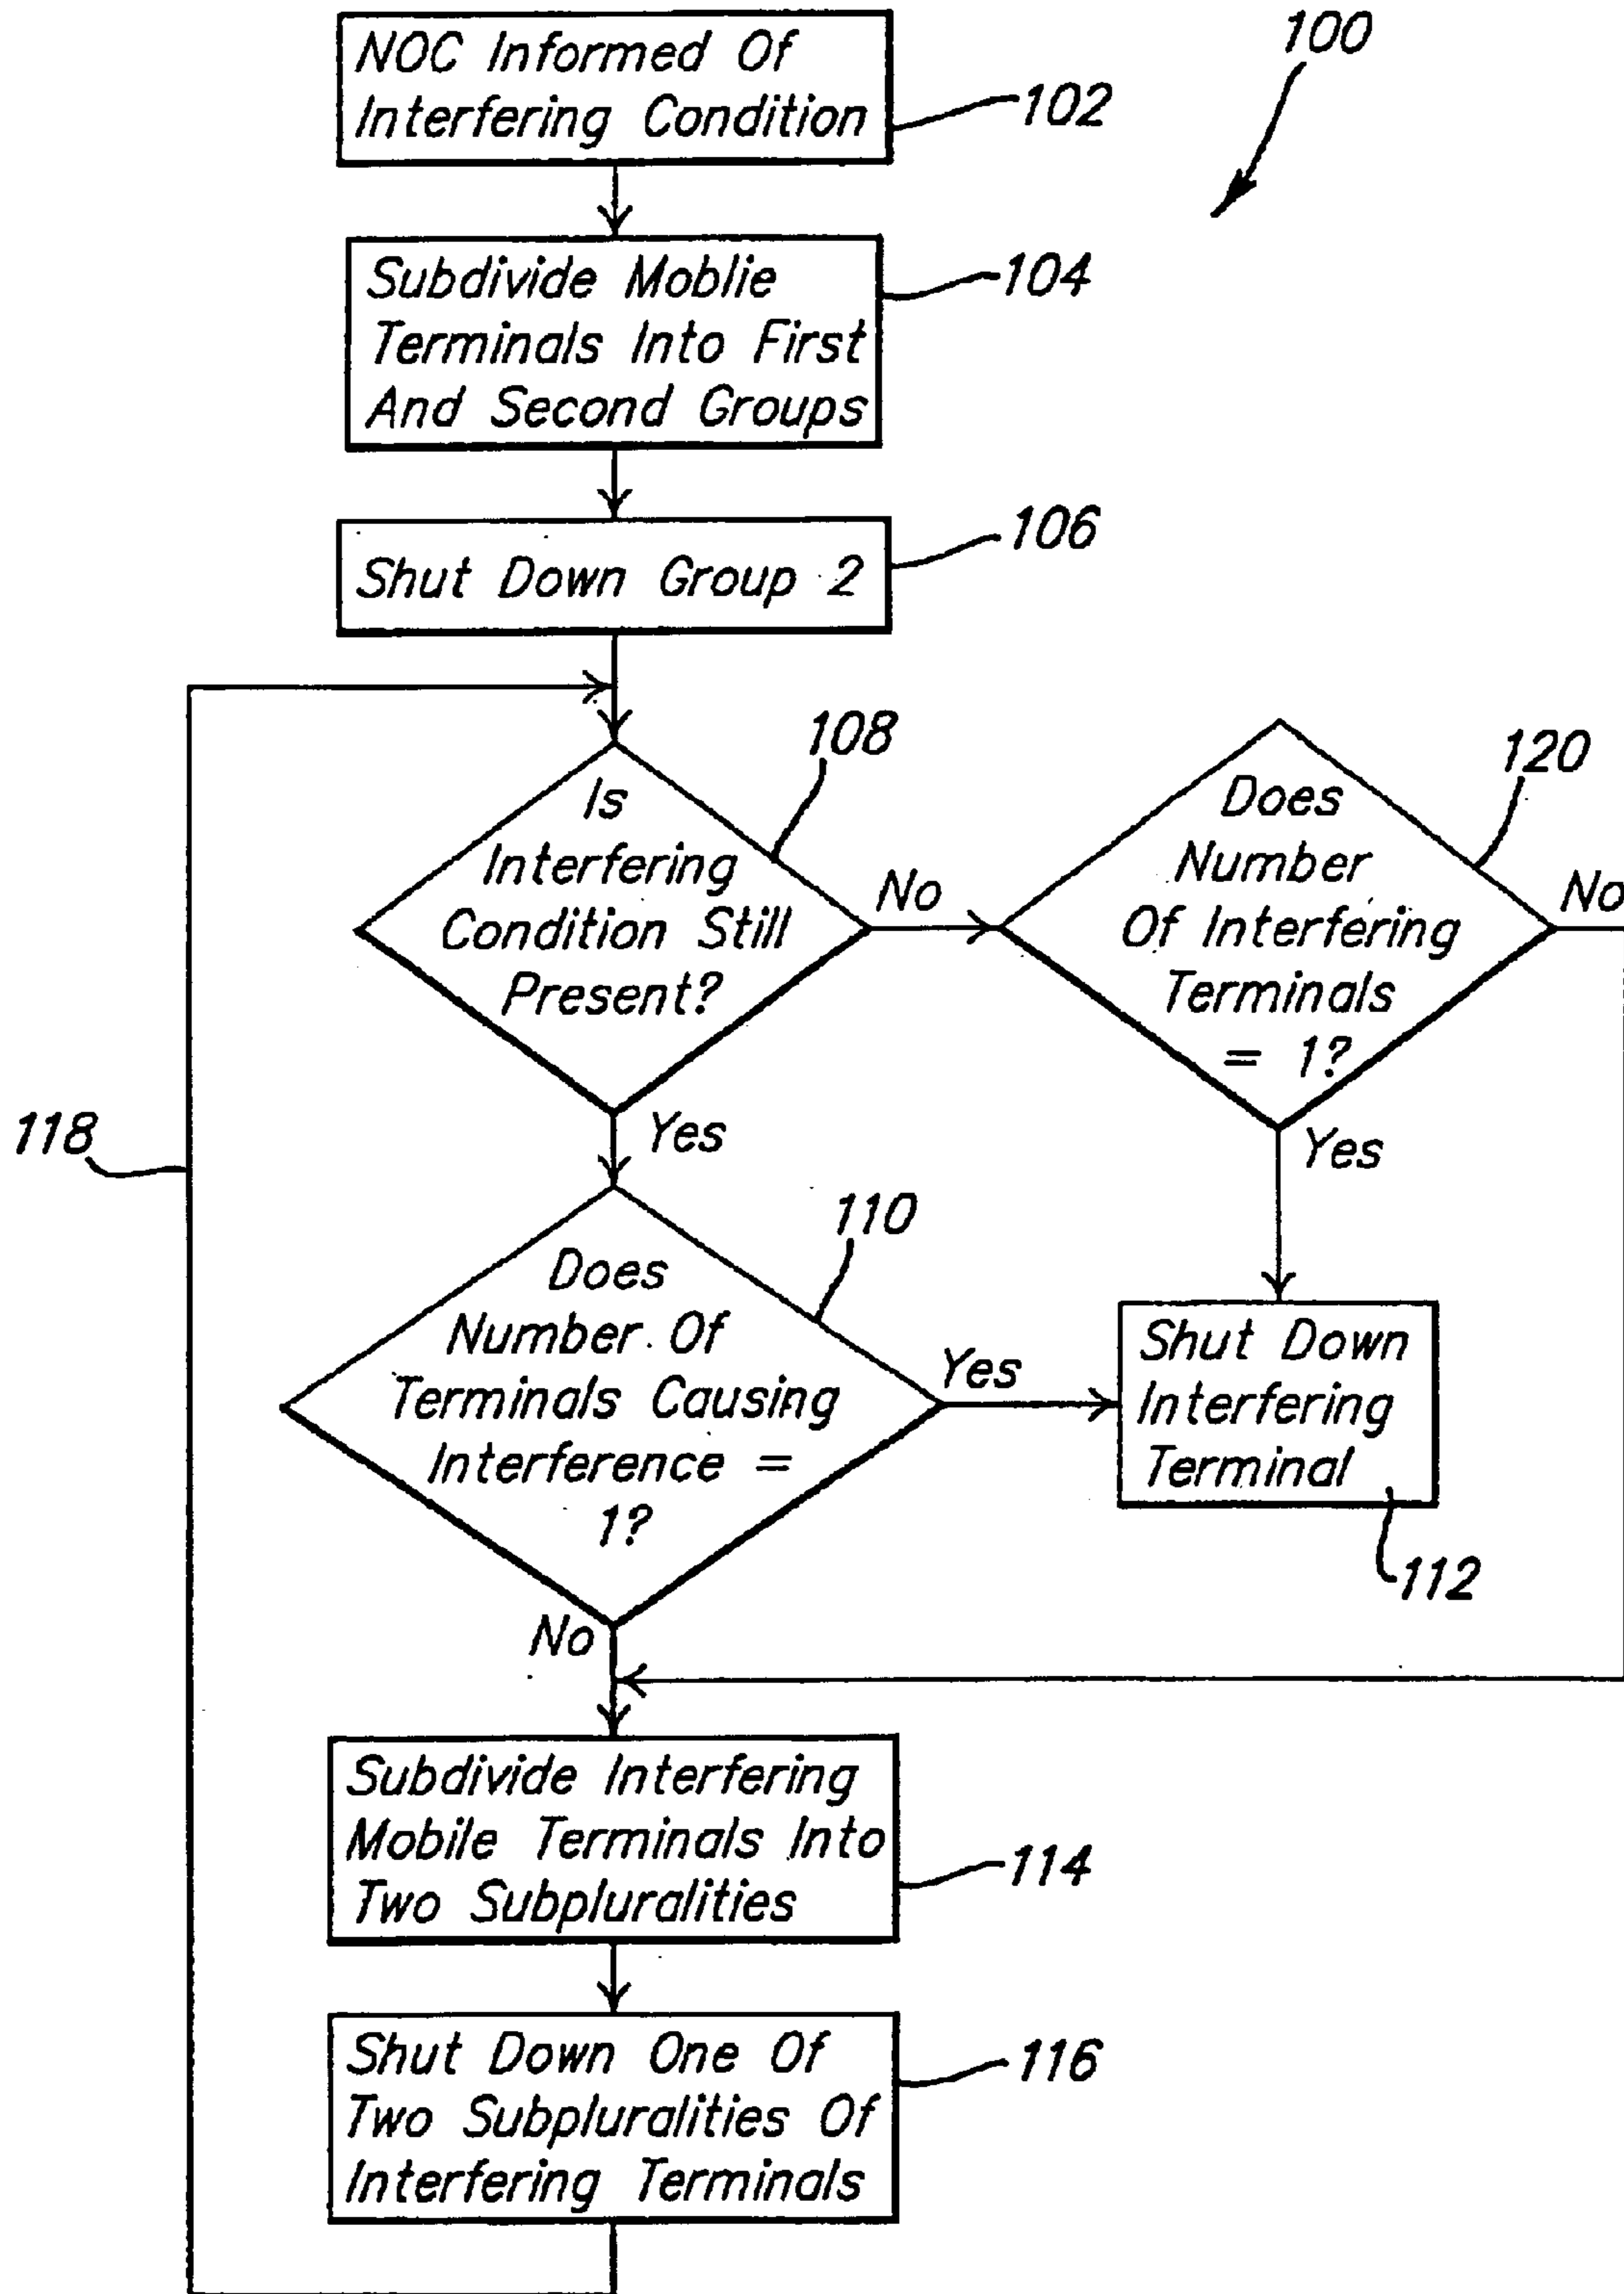 NOC Informed Of
Interfering Condition
102
100
Subdivide Moblie
Terminals Into First
And Second Groups
104
Shut Down Group 2
106
Is
Interfering
Condition Still
Present?
108
No
Does
Number
Of Interfering
Terminals
= 1?
120
No
Yes
Yes
118
Does
Number Of
Terminals Causing
Interference =
1?
110
Yes
Shut Down
Interfering
Terminal
112
No
Subdivide Interfering
Mobile Terminals Into
Two Subpluralities
114
Shut Down One Of
Two Subpluralities Of
Interfering Terminals
116